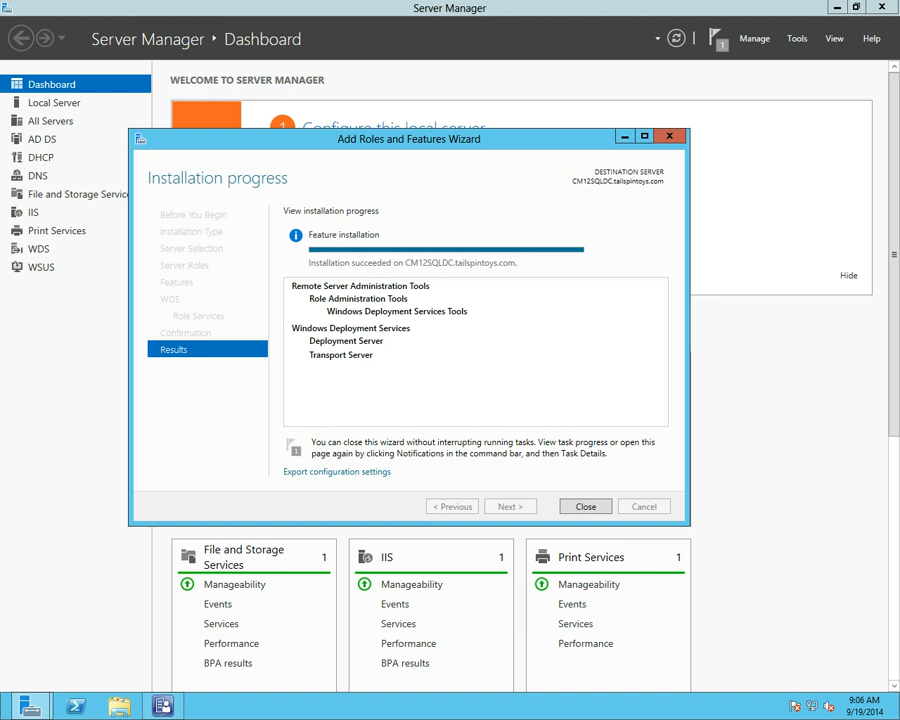 Server Manager
Server Manager ‣ Dashboard
1
Manage Tools View Help
Dashboard
Local Server
All Servers
AD DS
DHCP
DNS
File and Storage Service
IIS
Print Services
WDS
WSUS
WELCOME TO SERVER MANAGER
1 Configure this local server
Hide
Add Roles and Features Wizard
Installation progress
DESTINATION SERVER
CM12SQLDC.tailspintoys.com
Before You Begin
Installation Type
Server Selection
Server Roles
Features
WDS
Role Services
Confirmation
Results
View installation progress
Feature installation
Installation succeeded on CM12SQLDC.tailspintoys.com.
Remote Server Administration Tools
Role Administration Tools
Windows Deployment Services Tools
Windows Deployment Services
Deployment Server
Transport Server
1
You can close this wizard without interrupting running tasks. View task progress or open this
page again by clicking Notifications in the command bar, and then Task Details.
Export configuration settings
< Previous Next > Close Cancel
File and Storage
Services 1
Manageability
Events
Services
Performance
BPA results
IIS 1
Manageability
Events
Services
Performance
BPA results
Print Services 1
Manageability
Events
Services
Performance
9:06 AM
9/19/2014